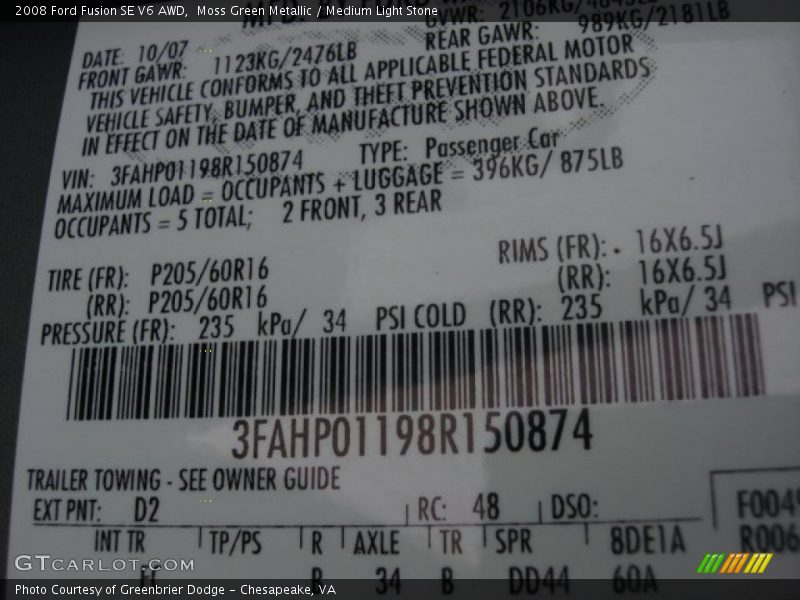 2008 Ford Fusion SE V6 AWD, Moss Green Metallic / Medium Light Stone
DATE: 10/07 GVWR: 2106KG/
FRONT GAWR: 1123KG/2476LB REAR GAWR: 989KG/2181LB
THIS VEHICLE CONFORMS TO ALL APPLICABLE FEDERAL MOTOR
VEHICLE SAFETY, BUMPER, AND THEFT PREVENTION STANDARDS
IN EFFECT ON THE DATE OF MANUFACTURE SHOWN ABOVE.
VIN: 3FAHP01198R150874 TYPE: Passenger Car
MAXIMUM LOAD = OCCUPANTS + LUGGAGE = 396KG/ 875LB
OCCUPANTS = 5 TOTAL; 2 FRONT, 3 REAR
TIRE (FR): P205/60R16 RIMS (FR): 16X6.5J
(RR): P205/60R16 (RR): 16X6.5J
PRESSURE (FR): 235 kPa/ 34 PSI COLD (RR): 235 kPa/ 34 PSI
3FAHP01198R150874
TRAILER TOWING - SEE OWNER GUIDE
EXT PNT: D2 RC: 48 DSO:
INT TR TP/PS R AXLE TR SPR 8DE1A
34 B DD44 60A
GTCarLot.com
Photo Courtesy of Greenbrier Dodge - Chesapeake, VA